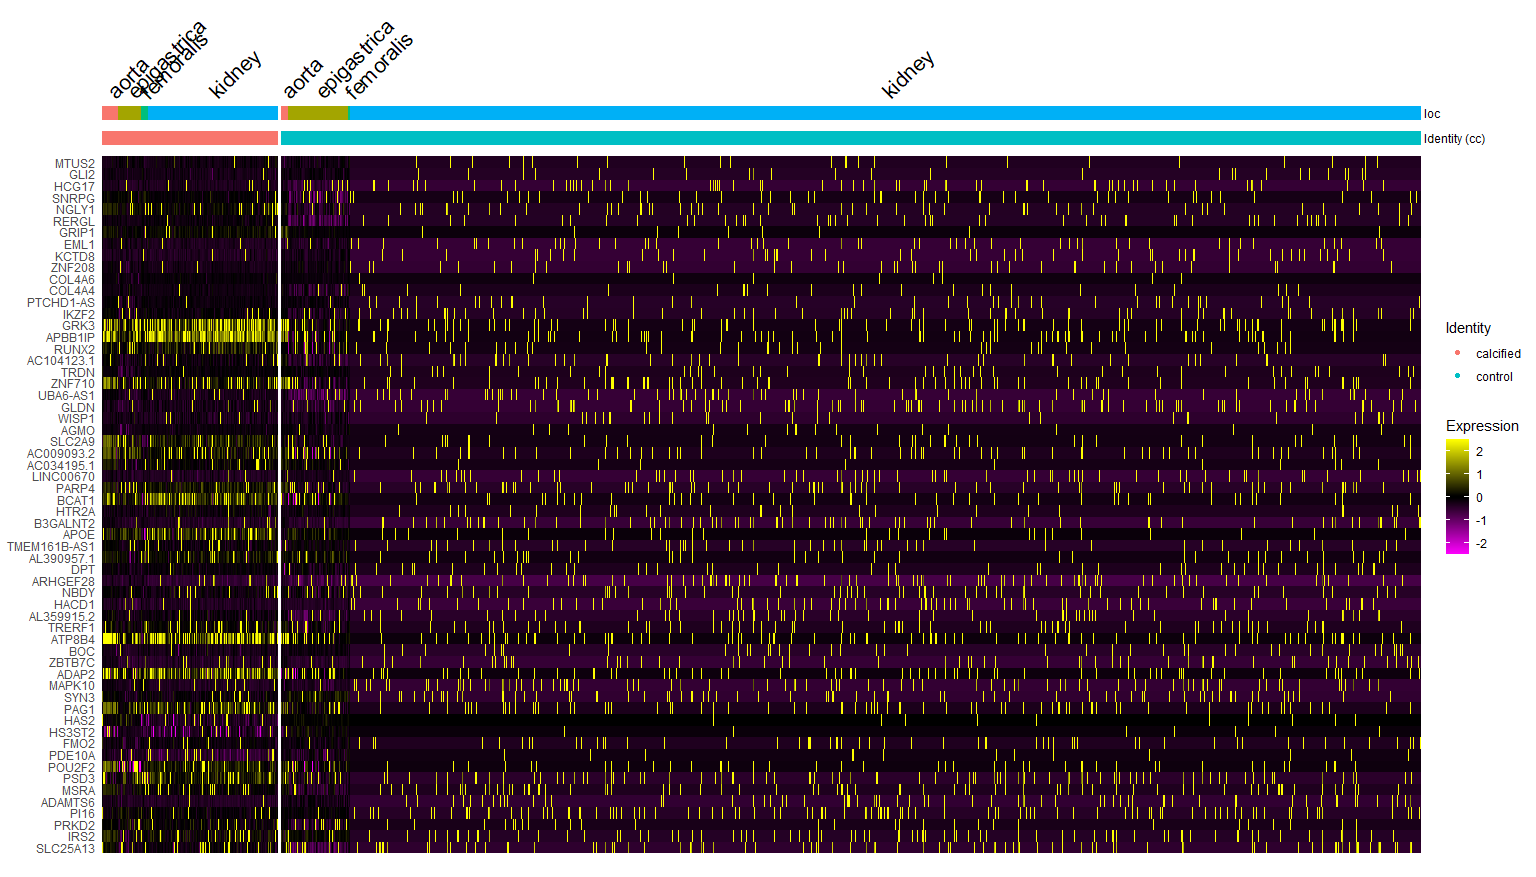 aorta
epigastrica
femoralis
kidney
aorta
epigastrica
femoralis
kidney
loc
Identity (cc)
MTUS2
GLI2
HCG17
SNRPG
NGLY1
RERGL
GRIP1
EML1
KCTD8
ZNF208
COL4A6
COL4A4
PTCHD1-AS
IKZF2
GRK3
APBB1IP
RUNX2
AC104123.1
TRDN
ZNF710
UBA6-AS1
GLDN
WISP1
AGMO
SLC2A9
AC009093.2
AC034195.1
LINC00670
PARP4
BCAT1
HTR2A
B3GALNT2
APOE
TMEM161B-AS1
AL390957.1
DPT
ARHGEF28
NBDY
HACD1
AL359915.2
TRERF1
ATP8B4
BOC
ZBTB7C
ADAP2
MAPK10
SYN3
PAG1
HAS2
HS3ST2
FMO2
PDE10A
POU2F2
PSD3
MSRA
ADAMTS6
PI16
PRKD2
IRS2
SLC25A13
Identity
calcified
control
Expression
2
1
0
-1
-2